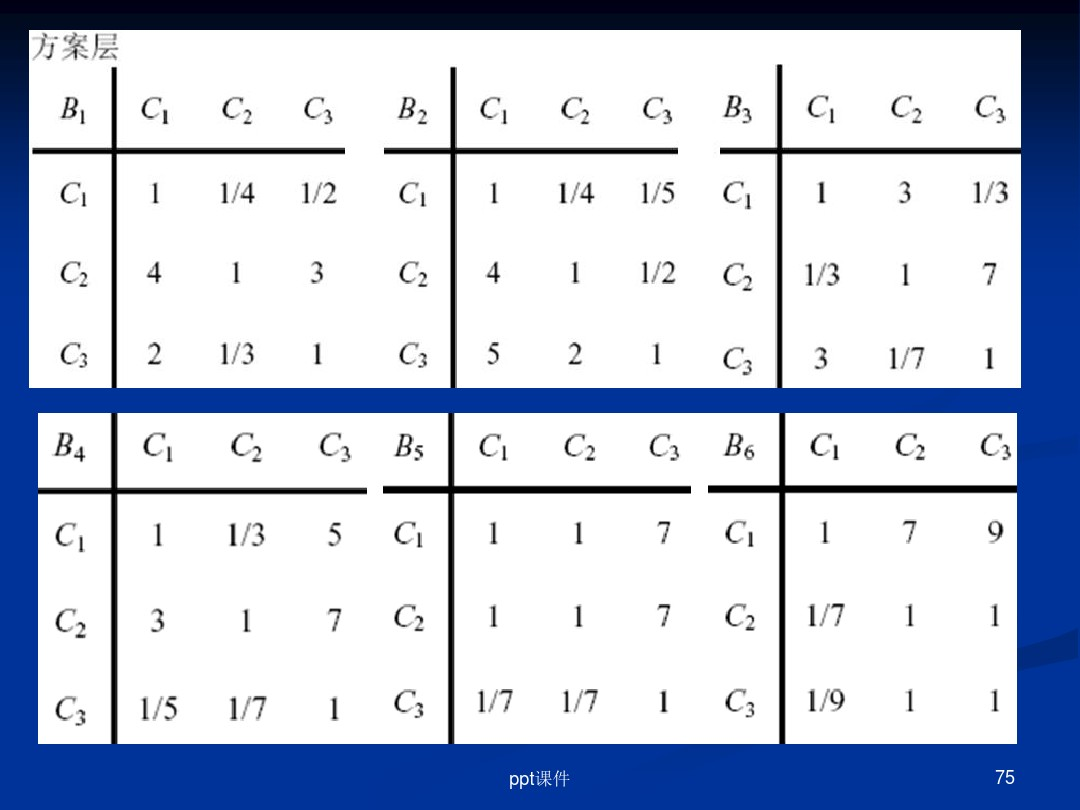 方案层
B₁ C₁ C₂ C₃ B₂ C₁ C₂ C₃ B₃ C₁ C₂ C₃
C₁ 1 1/4 1/2 C₁ 1 1/4 1/5 C₁ 1 3 1/3
C₂ 4 1 3 C₂ 4 1 1/2 C₂ 1/3 1 7
C₃ 2 1/3 1 C₃ 5 2 1 C₃ 3 1/7 1
B₄ C₁ C₂ C₃ B₅ C₁ C₂ C₃ B₆ C₁ C₂ C₃
C₁ 1 1/3 5 C₁ 1 1 7 C₁ 1 7 9
C₂ 3 1 7 C₂ 1 1 7 C₂ 1/7 1 1
C₃ 1/5 1/7 1 C₃ 1/7 1/7 1 C₃ 1/9 1 1
ppt课件 75